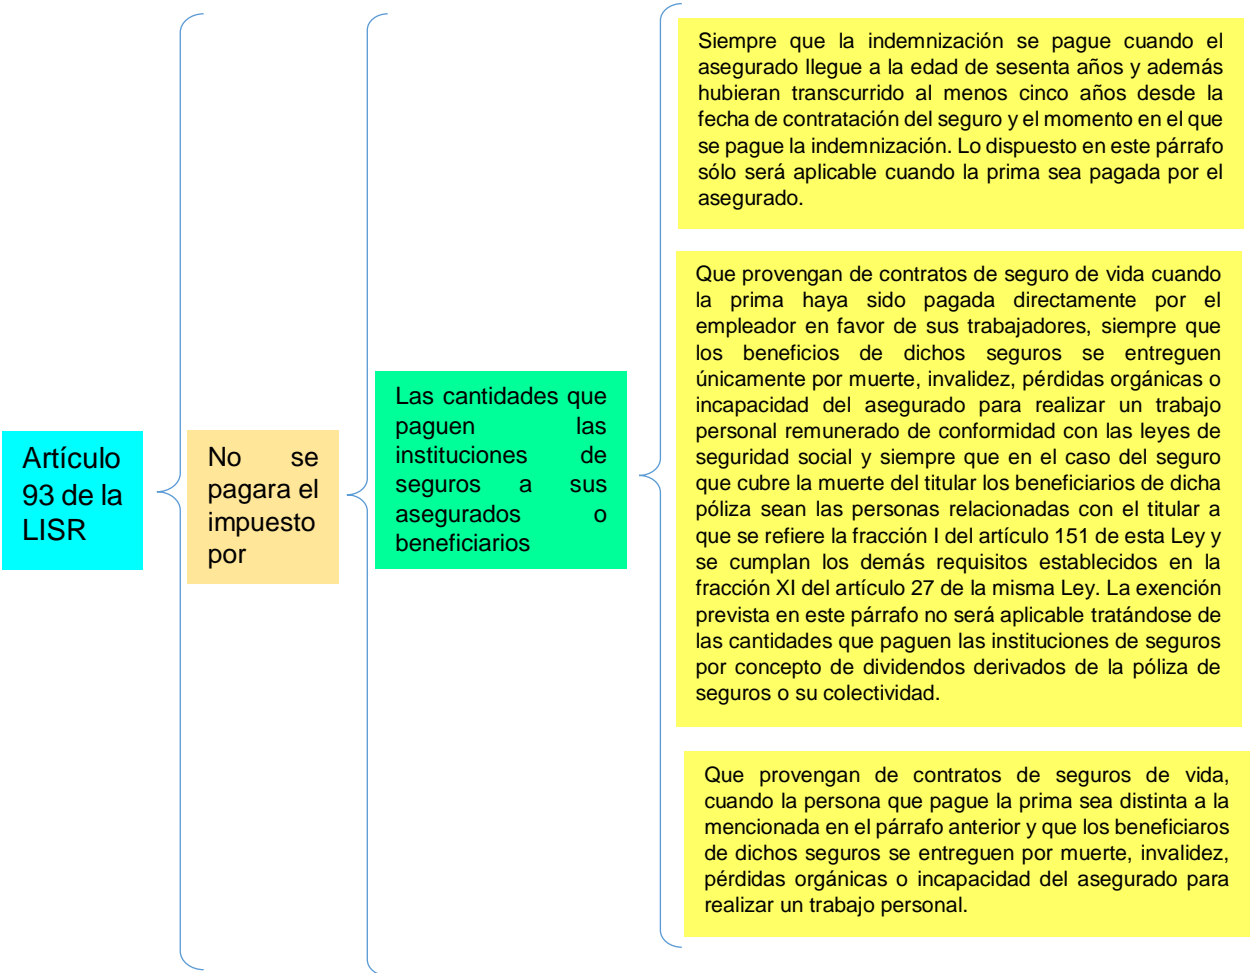 Artículo
93 de la
LISR
No se
pagara el
impuesto
por
Las cantidades que
paguen las
instituciones de
seguros a sus
asegurados o
beneficiarios
Siempre que la indemnización se pague cuando el
asegurado llegue a la edad de sesenta años y además
hubieran transcurrido al menos cinco años desde la
fecha de contratación del seguro y el momento en el que
se pague la indemnización. Lo dispuesto en este párrafo
sólo será aplicable cuando la prima sea pagada por el
asegurado.
Que provengan de contratos de seguro de vida cuando
la prima haya sido pagada directamente por el
empleador en favor de sus trabajadores, siempre que
los beneficios de dichos seguros se entreguen
únicamente por muerte, invalidez, pérdidas orgánicas o
incapacidad del asegurado para realizar un trabajo
personal remunerado de conformidad con las leyes de
seguridad social y siempre que en el caso del seguro
que cubre la muerte del titular los beneficiarios de dicha
póliza sean las personas relacionadas con el titular a
que se refiere la fracción I del artículo 151 de esta Ley y
se cumplan los demás requisitos establecidos en la
fracción XI del artículo 27 de la misma Ley. La exención
prevista en este párrafo no será aplicable tratándose de
las cantidades que paguen las instituciones de seguros
por concepto de dividendos derivados de la póliza de
seguros o su colectividad.
Que provengan de contratos de seguros de vida,
cuando la persona que pague la prima sea distinta a la
mencionada en el párrafo anterior y que los beneficiaros
de dichos seguros se entreguen por muerte, invalidez,
pérdidas orgánicas o incapacidad del asegurado para
realizar un trabajo personal.